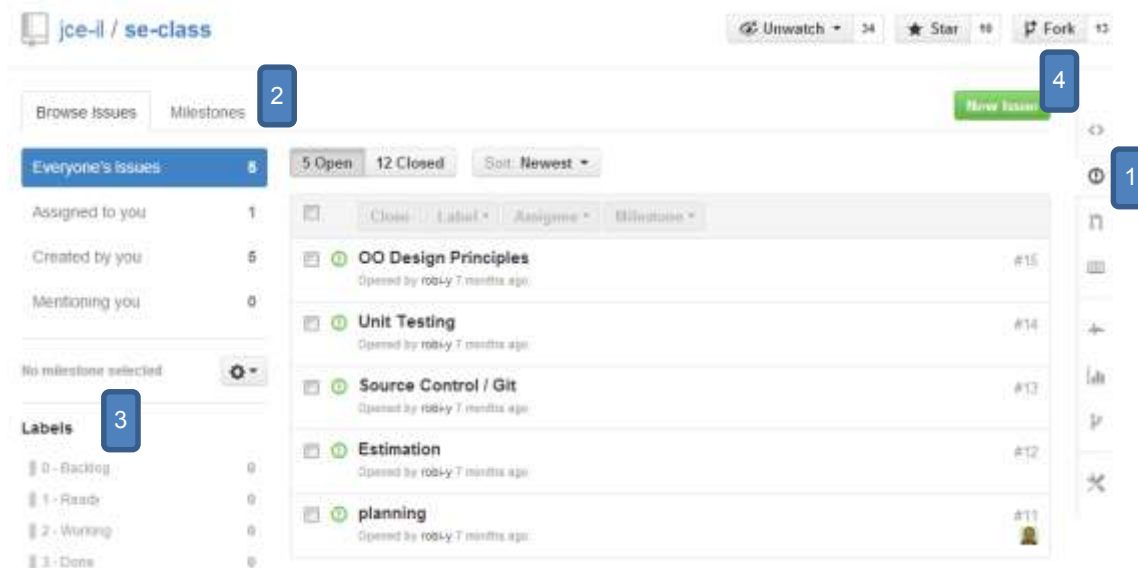 jce-il / se-class
Unwatch 34 Star 10 Fork 13
4
2
Browse Issues Milestones New Issue
Everyone's Issues 5
5 Open 12 Closed Sort: Newest
1
Assigned to you 1
Close Label Assignee Milestone
Created by you 5
OO Design Principles #15
Opened by robi-y 7 months ago
Mentioning you 0
Unit Testing #14
Opened by robi-y 7 months ago
No milestone selected
Source Control / Git #13
Opened by robi-y 7 months ago
3
Labels
Estimation #12
Opened by robi-y 7 months ago
0 - Backlog 0
1 - Ready 0
planning #11
Opened by robi-y 7 months ago
2 - Working 0
3 - Done 0